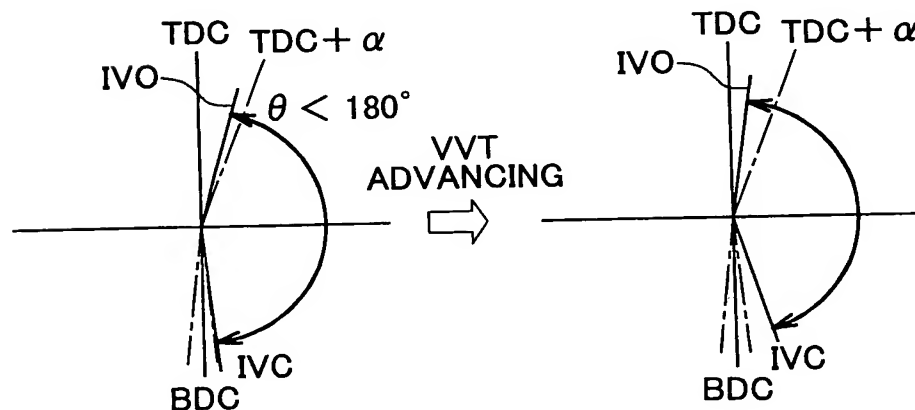 TDC
TDC + α
IVO
θ < 180°
IVC
BDC
VVT
ADVANCING
TDC
TDC + α
IVO
IVC
BDC